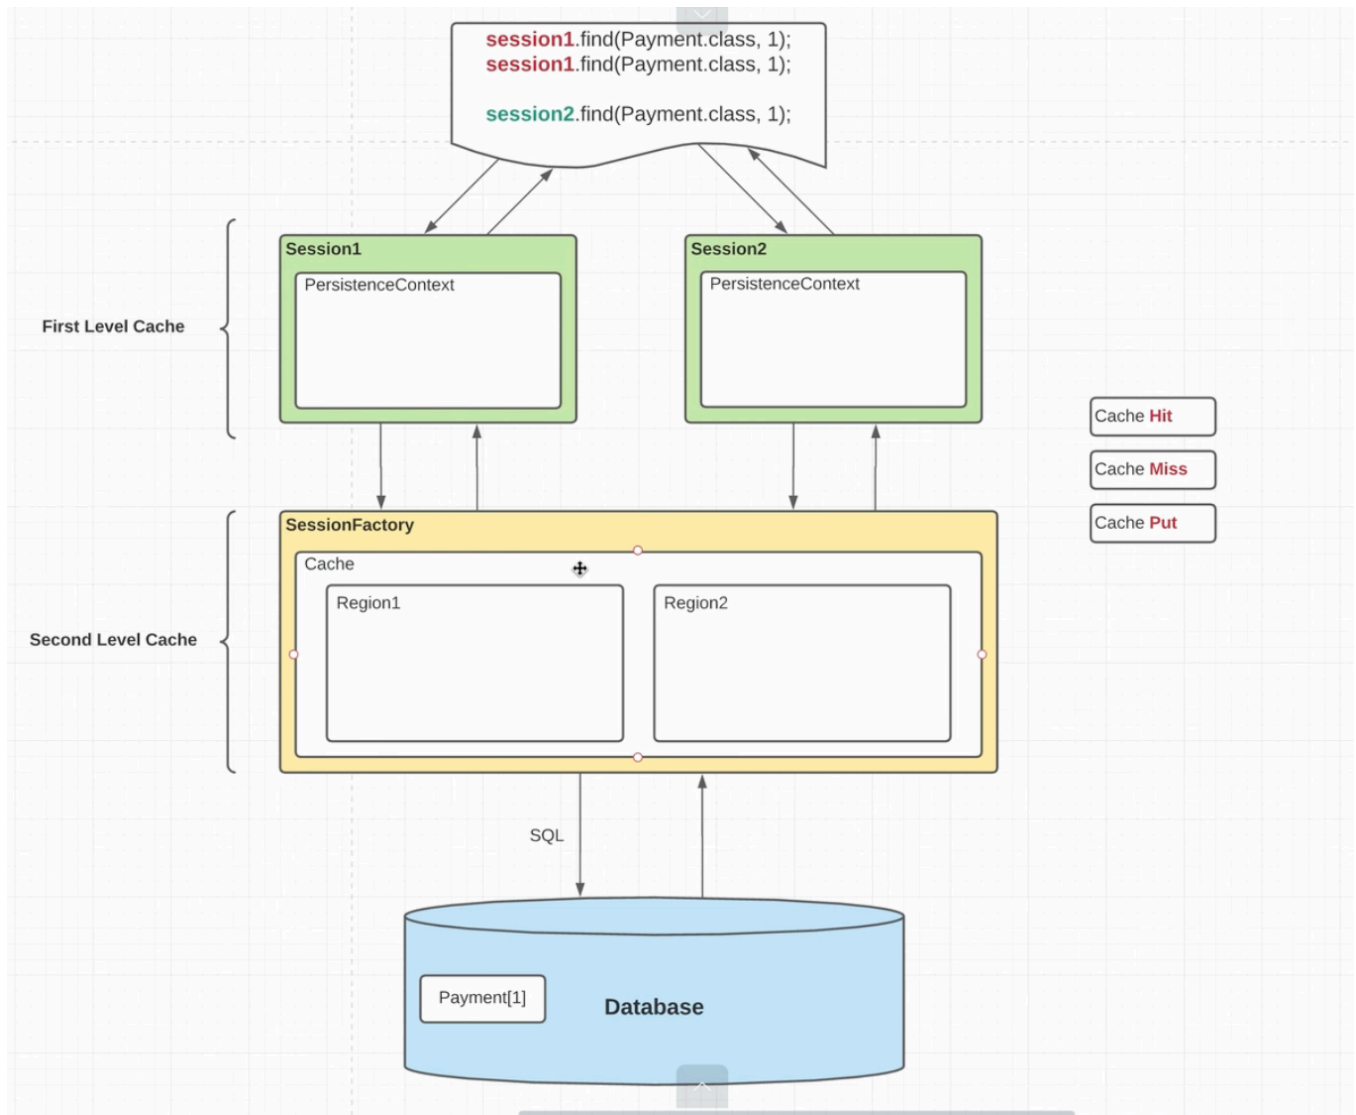 session1.find(Payment.class, 1);
session1.find(Payment.class, 1);
session2.find(Payment.class, 1);
Session1
PersistenceContext
Session2
PersistenceContext
First Level Cache
Cache Hit
Cache Miss
Cache Put
SessionFactory
Cache
Region1
Region2
Second Level Cache
SQL
Payment[1]
Database